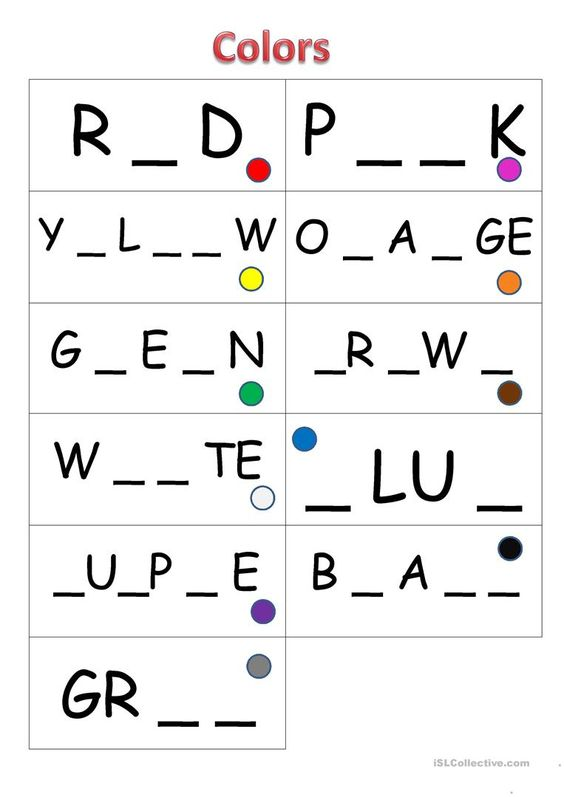 Colors
R _ D
P _ _ K
Y _ L _ _ W
O _ A _ GE
G _ E _ N
_R _W _
W _ _ TE
_ LU _
_U_P _ E
B _ A _ _
GR _ _
iSLCollective.com